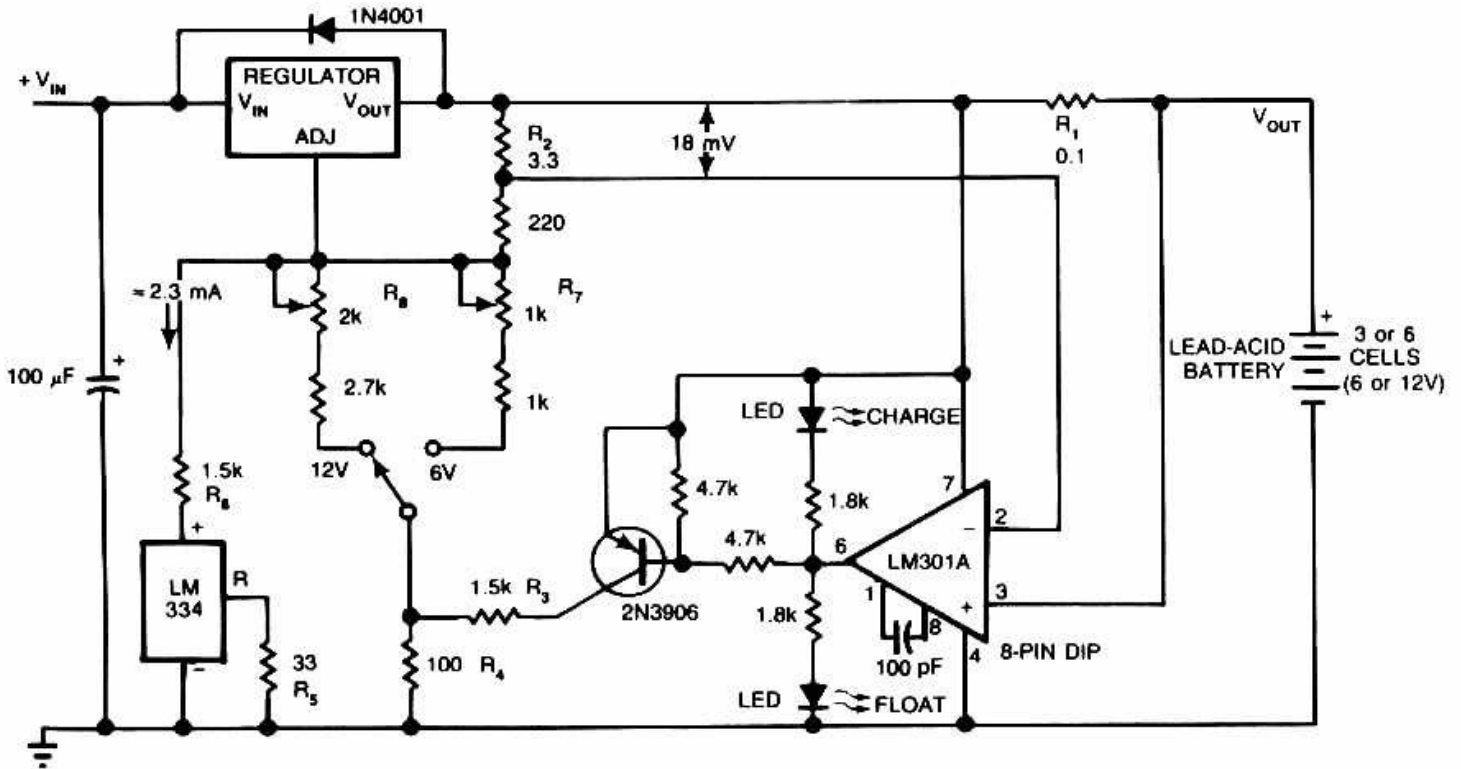 1N4001
+ V_IN
REGULATOR
V_IN V_OUT
ADJ
R_2
3.3
18 mV
R_1
0.1
V_OUT
220
≈ 2.3 mA
R_8
2k
R_7
1k
100 µF
+
2.7k
1k
12V
6V
1.5k
R_6
+
LM
334
R
-
33
R_5
1.5k R_3
100 R_4
2N3906
4.7k
4.7k
LED
CHARGE
1.8k
1.8k
LED
FLOAT
7
2
-
6
LM301A
1
+
3
8
4
100 pF
8-PIN DIP
LEAD-ACID
BATTERY
+
3 or 6
CELLS
(6 or 12V)